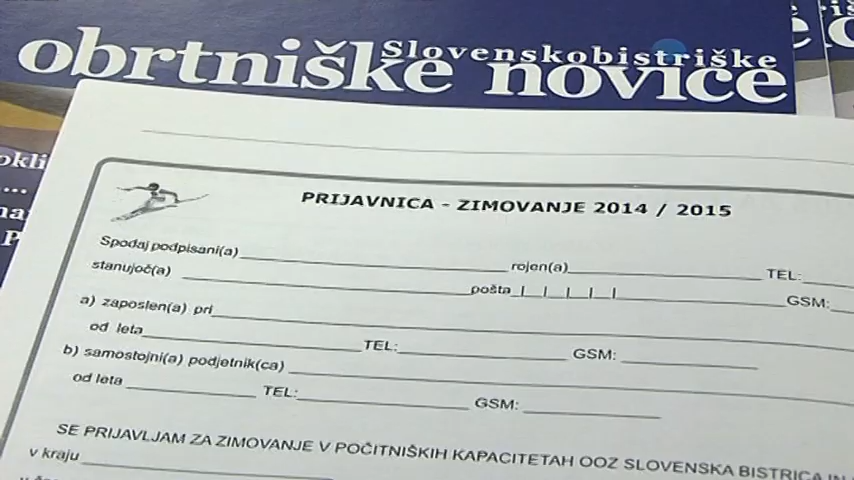 Slovenskobistriške
obrtniške novice
PRIJAVNICA - ZIMOVANJE 2014 / 2015
Spodaj podpisani(a) rojen(a) TEL:
stanujoč(a) pošta GSM:
a) zaposlen(a) pri
od leta TEL: GSM:
b) samostojni(a) podjetnik(ca)
od leta TEL: GSM:
SE PRIJAVLJAM ZA ZIMOVANJE V POČITNIŠKIH KAPACITETAH OOZ SLOVENSKA BISTRICA
v kraju